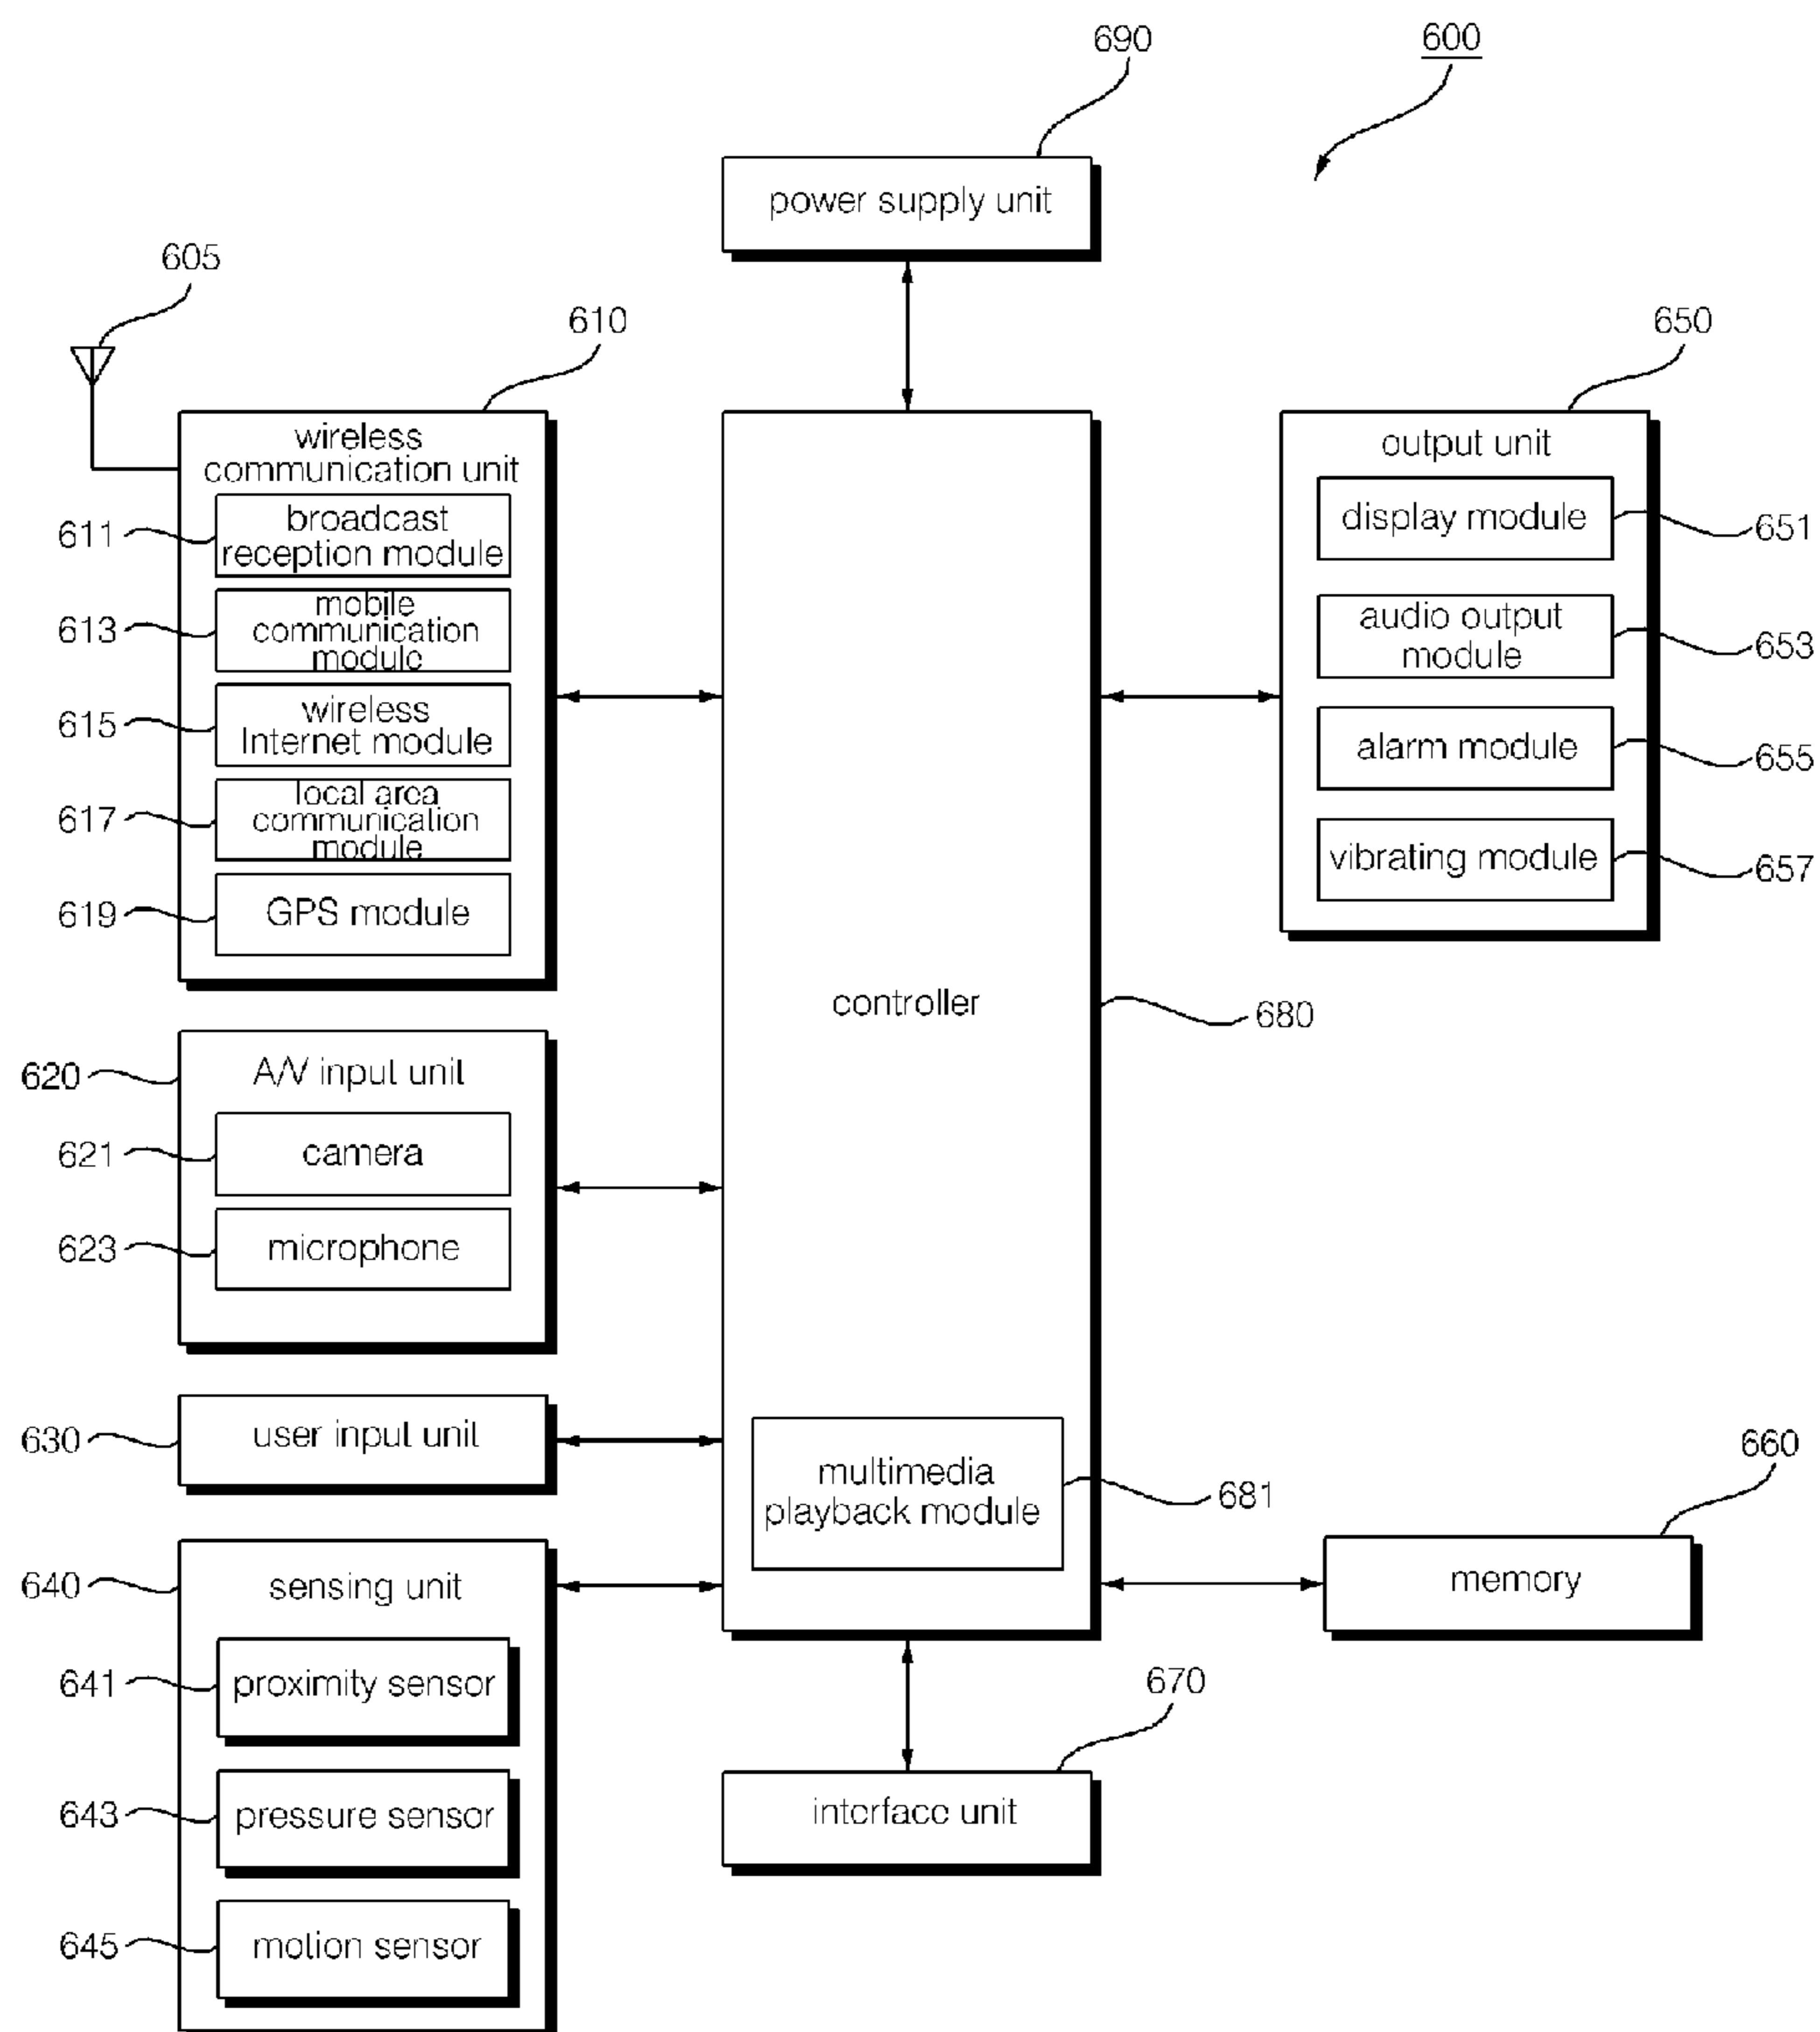 690
600
power supply unit
605
610
650
wireless
communication unit
611
broadcast
reception module
613
mobile
communication
module
615
wireless
Internet module
617
local area
communication
module
619
GPS module
output unit
display module
651
audio output
module
653
alarm module
655
vibrating module
657
controller
680
620
A/V input unit
621
camera
623
microphone
630
user input unit
multimedia
playback module
681
660
memory
640
sensing unit
641
proximity sensor
643
pressure sensor
645
motion sensor
670
interface unit